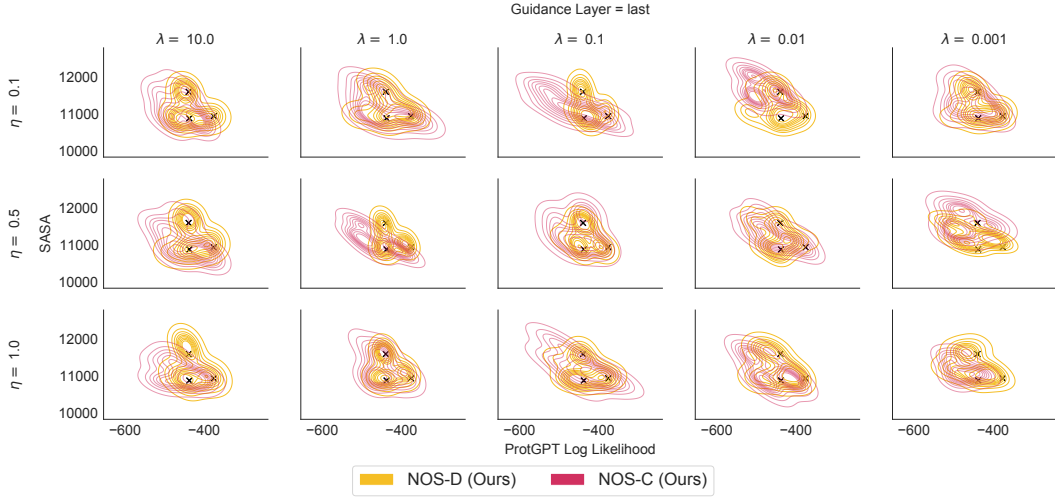 Guidance Layer = last
λ = 10.0
λ = 1.0
λ = 0.1
λ = 0.01
λ = 0.001
η = 0.1
12000
11000
10000
η = 0.5
SASA
12000
11000
10000
η = 1.0
12000
11000
10000
−600 −400
−600 −400
−600 −400
−600 −400
−600 −400
ProtGPT Log Likelihood
NOS-D (Ours)
NOS-C (Ours)